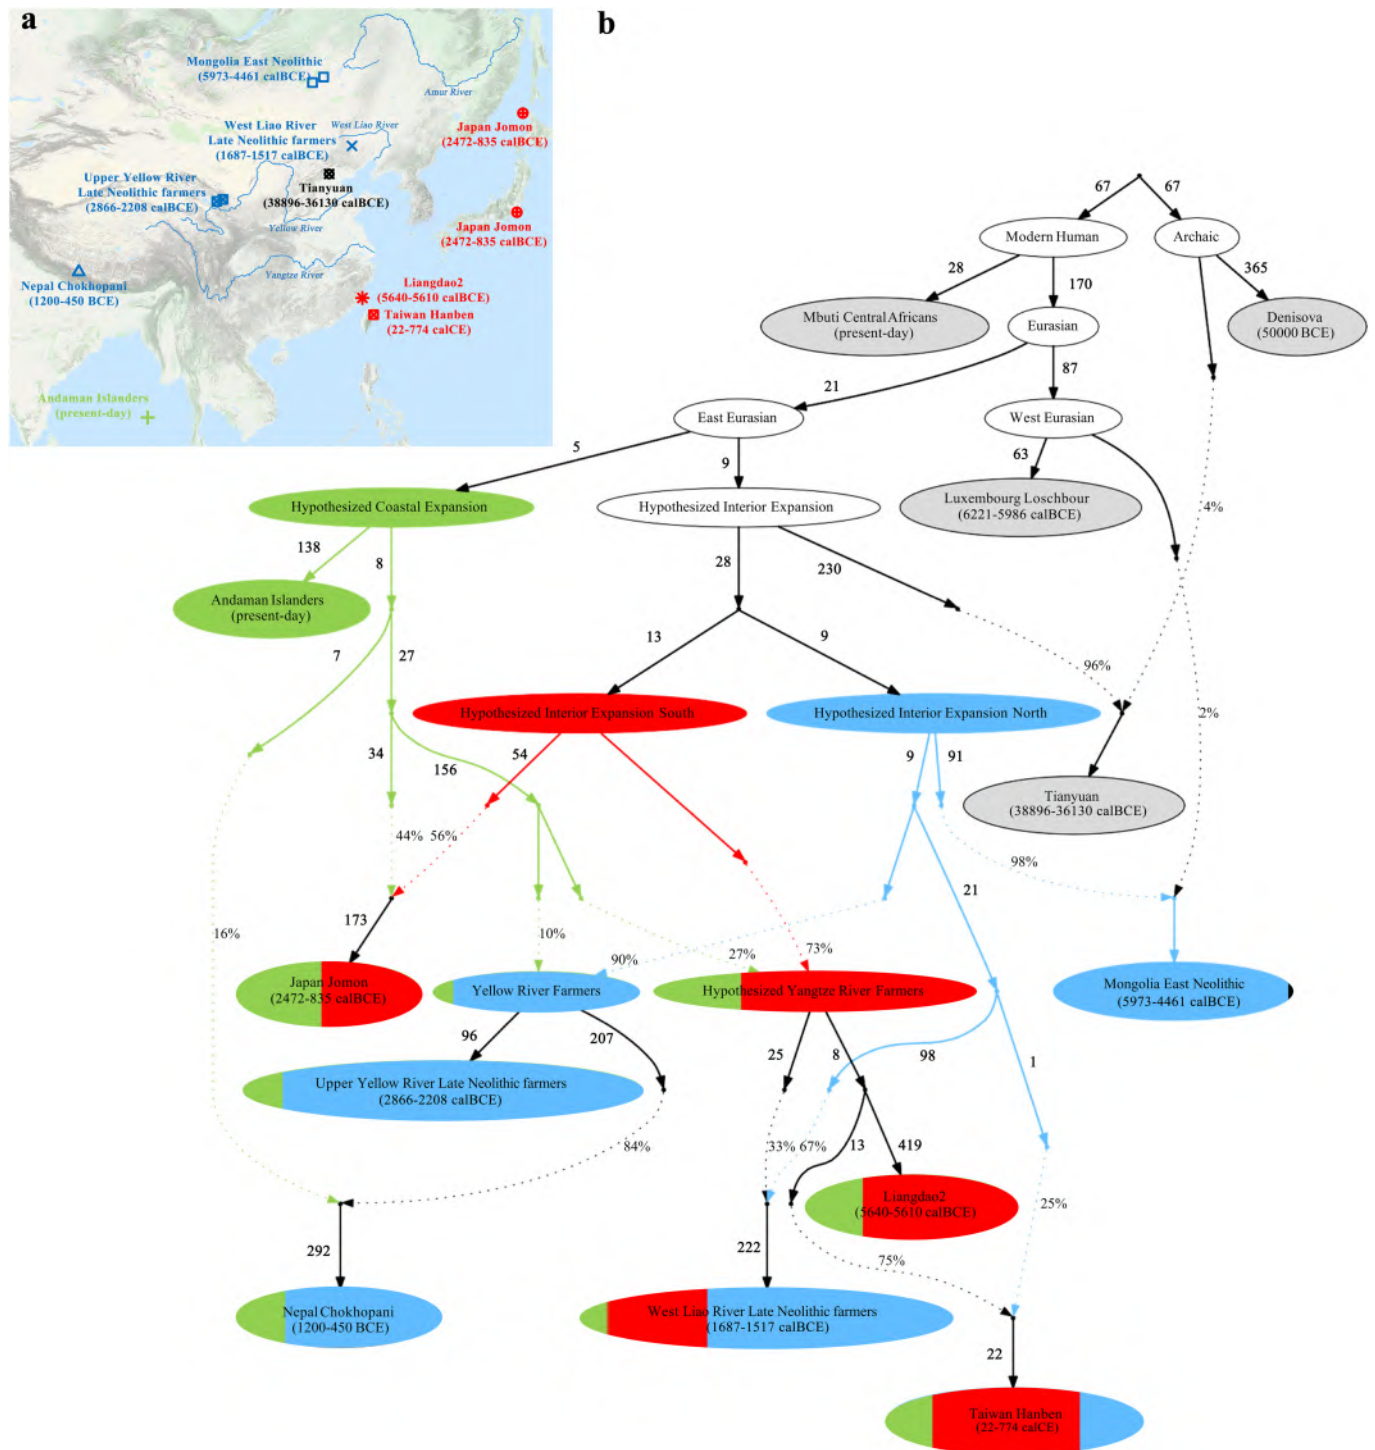 a
Mongolia East Neolithic
(5973-4461 calBCE)
Amur River
West Liao River
Late Neolithic farmers
(1687-1517 calBCE)
West Liao River
Japan Jomon
(2472-835 calBCE)
Upper Yellow River
Late Neolithic farmers
(2866-2208 calBCE)
Tianyuan
(38896-36130 calBCE)
Yellow River
Japan Jomon
(2472-835 calBCE)
Yangtze River
Nepal Chokhopani
(1200-450 BCE)
Liangdao2
(5640-5610 calBCE)
Taiwan Hanben
(22-774 calCE)
Andaman Islanders
(present-day)
b
67
67
Modern Human
Archaic
28
170
365
Mbuti Central Africans
(present-day)
Eurasian
Denisova
(50000 BCE)
21
87
East Eurasian
West Eurasian
5
9
63
Hypothesized Coastal Expansion
Hypothesized Interior Expansion
Luxembourg Loschbour
(6221-5986 calBCE)
4%
138
8
28
230
Andaman Islanders
(present-day)
7
27
13
9
96%
Hypothesized Interior Expansion South
Hypothesized Interior Expansion North
2%
34
156
54
9
91
Tianyuan
(38896-36130 calBCE)
44%
56%
98%
173
21
16%
10%
90%
27%
73%
Japan Jomon
(2472-835 calBCE)
Yellow River Farmers
Hypothesized Yangtze River Farmers
Mongolia East Neolithic
(5973-4461 calBCE)
96
207
25
8
98
1
Upper Yellow River Late Neolithic farmers
(2866-2208 calBCE)
84%
33%
67%
13
419
Liangdao2
(5640-5610 calBCE)
25%
292
222
75%
Nepal Chokhopani
(1200-450 BCE)
West Liao River Late Neolithic farmers
(1687-1517 calBCE)
22
Taiwan Hanben
(22-774 calCE)